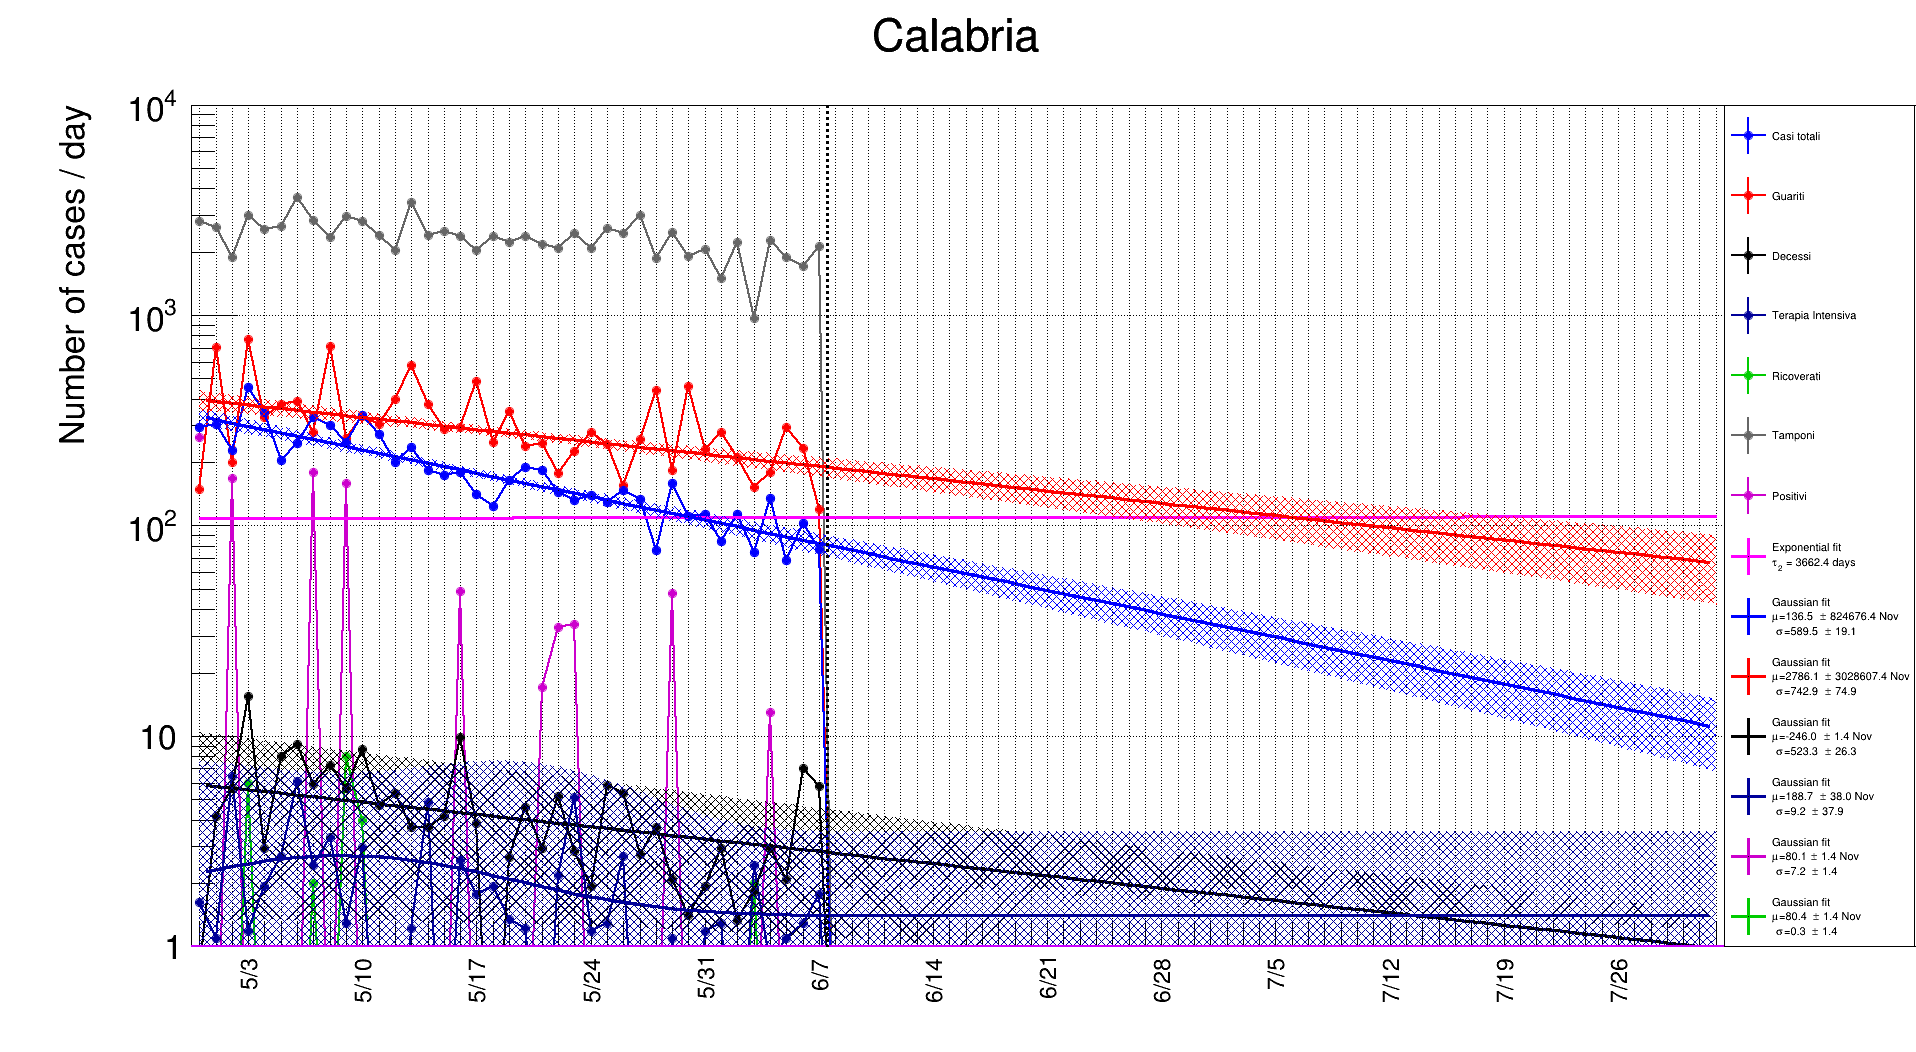 Calabria
Number of cases / day
10^4
10^3
10^2
10
1
5/3
5/10
5/17
5/24
5/31
6/7
6/14
6/21
6/28
7/5
7/12
7/19
7/26
Casi totali
Guariti
Decessi
Terapia Intensiva
Ricoverati
Tamponi
Positivi
Exponential fit
τ2 = 3662.4 days
Gaussian fit
μ=136.5 ± 824676.4 Nov
σ=589.5 ± 19.1
Gaussian fit
μ=2786.1 ± 3028607.4 Nov
σ=742.9 ± 74.9
Gaussian fit
μ=-246.0 ± 1.4 Nov
σ=523.3 ± 26.3
Gaussian fit
μ=188.7 ± 38.0 Nov
σ=9.2 ± 37.9
Gaussian fit
μ=80.1 ± 1.4 Nov
σ=7.2 ± 1.4
Gaussian fit
μ=80.4 ± 1.4 Nov
σ=0.3 ± 1.4